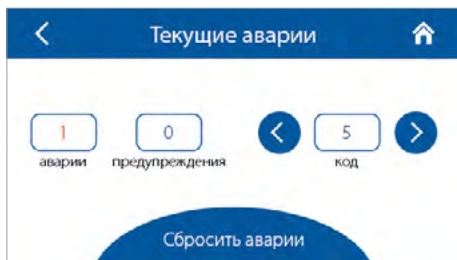 Текущие аварии
1 0 5
аварии предупреждения код
Сбросить аварии